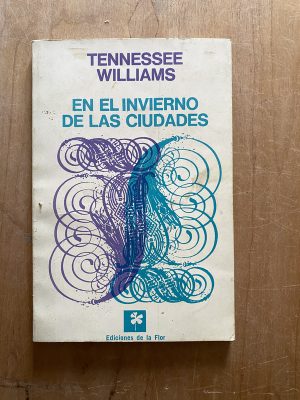 TENNESSEE
WILLIAMS
EN EL INVIERNO
DE LAS CIUDADES
Ediciones de la Flor